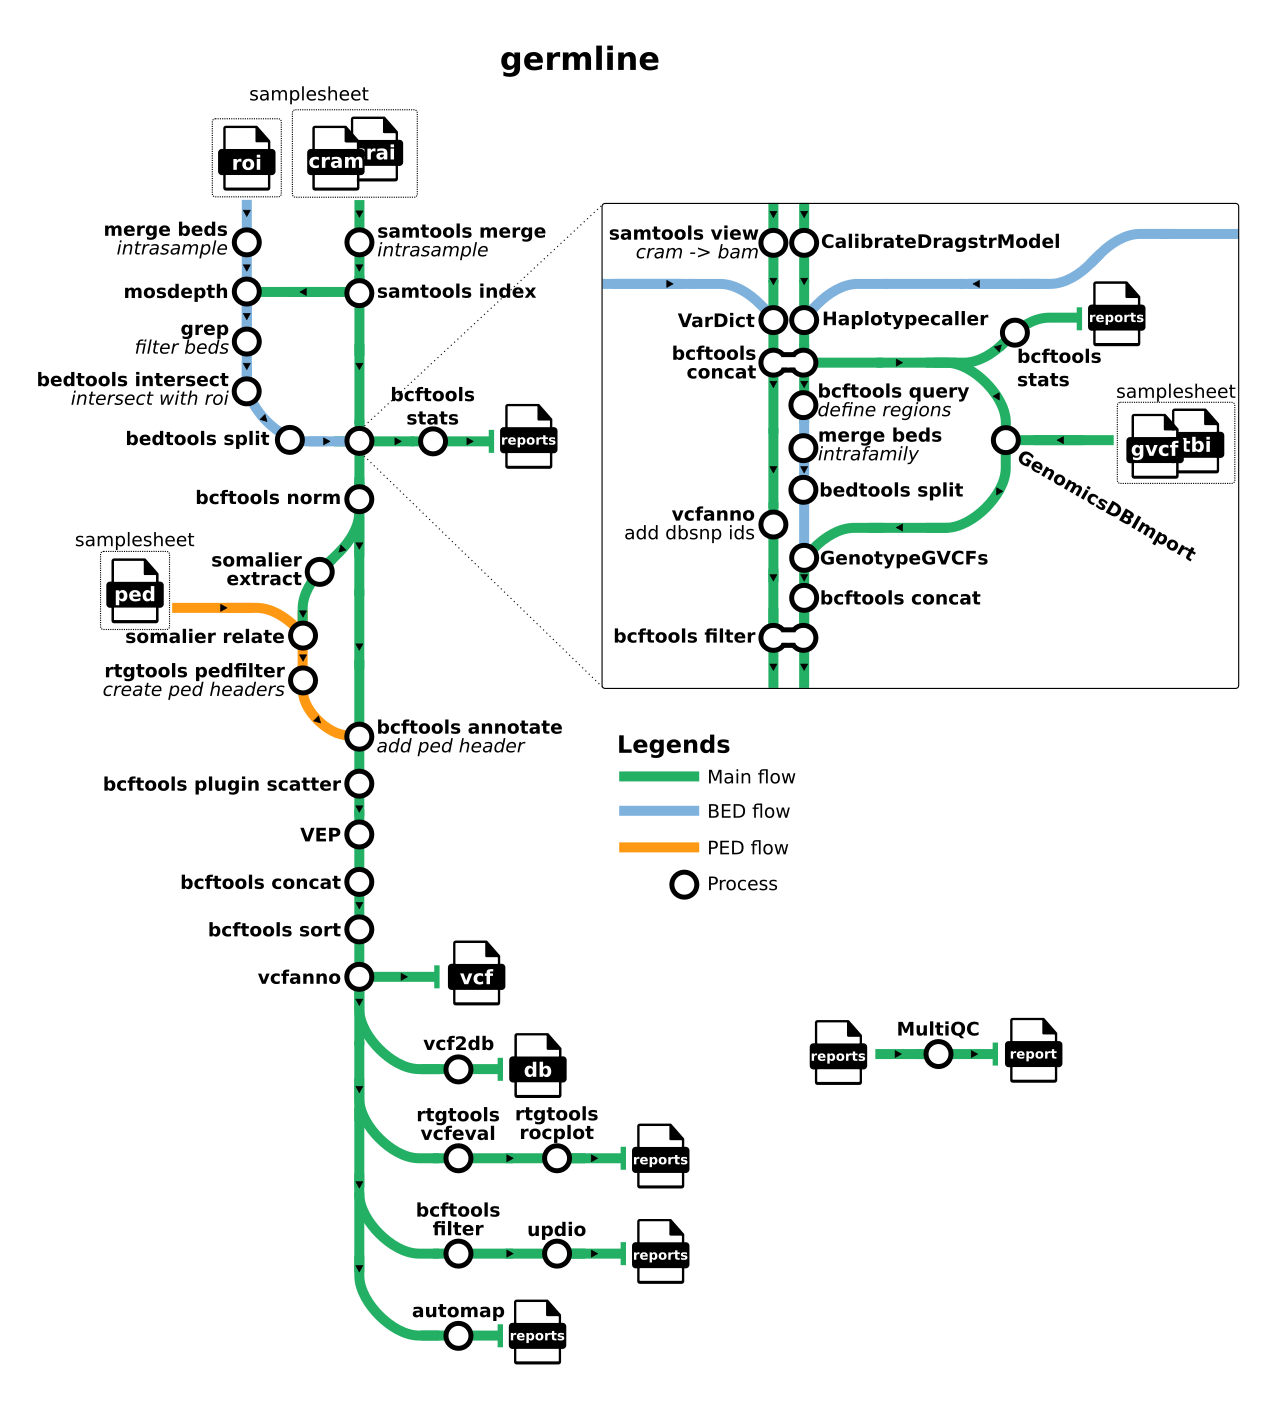 germline
samplesheet
roi
cram
crai
merge beds
intrasample
samtools merge
intrasample
mosdepth
samtools index
grep
filter beds
bedtools intersect
intersect with roi
bedtools split
bcftools
stats
reports
bcftools norm
samplesheet
ped
somalier
extract
somalier relate
rtgtools pedfilter
create ped headers
bcftools annotate
add ped header
bcftools plugin scatter
VEP
bcftools concat
bcftools sort
vcfanno
vcf
vcf2db
db
rtgtools
vcfeval
rtgtools
rocplot
reports
bcftools
filter
updio
reports
automap
reports
samtools view
cram -> bam
CalibrateDragstrModel
VarDict
Haplotypecaller
reports
bcftools
concat
bcftools
stats
bcftools query
define regions
samplesheet
gvcf
tbi
merge beds
intrafamily
GenomicsDBImport
bedtools split
vcfanno
add dbsnp ids
GenotypeGVCFs
bcftools concat
bcftools filter
Legends
Main flow
BED flow
PED flow
Process
reports
MultiQC
report